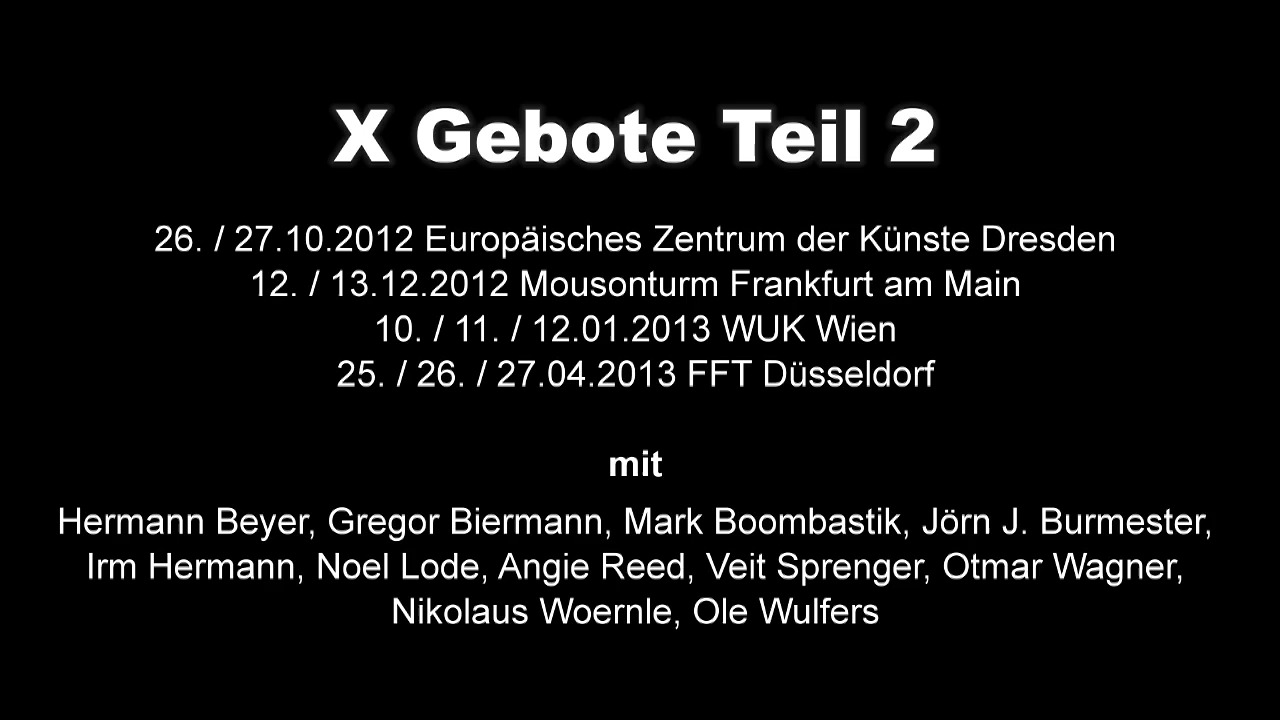 X Gebote Teil 2
26. / 27.10.2012 Europäisches Zentrum der Künste Dresden
12. / 13.12.2012 Mousonturm Frankfurt am Main
10. / 11. / 12.01.2013 WUK Wien
25. / 26. / 27.04.2013 FFT Düsseldorf
mit
Hermann Beyer, Gregor Biermann, Mark Boombastik, Jörn J. Burmester,
Irm Hermann, Noel Lode, Angie Reed, Veit Sprenger, Otmar Wagner,
Nikolaus Woernle, Ole Wulfers